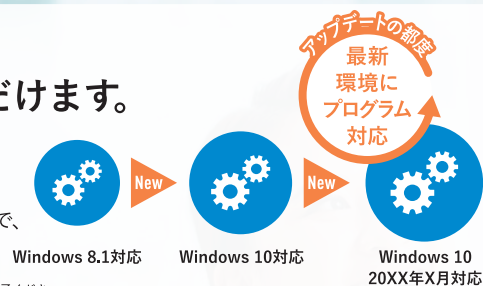 アップデートの都度
最新
環境に
プログラム
対応
だけます。
New
New
で、
Windows 8.1対応
Windows 10対応
Windows 10
20XX年X月対応